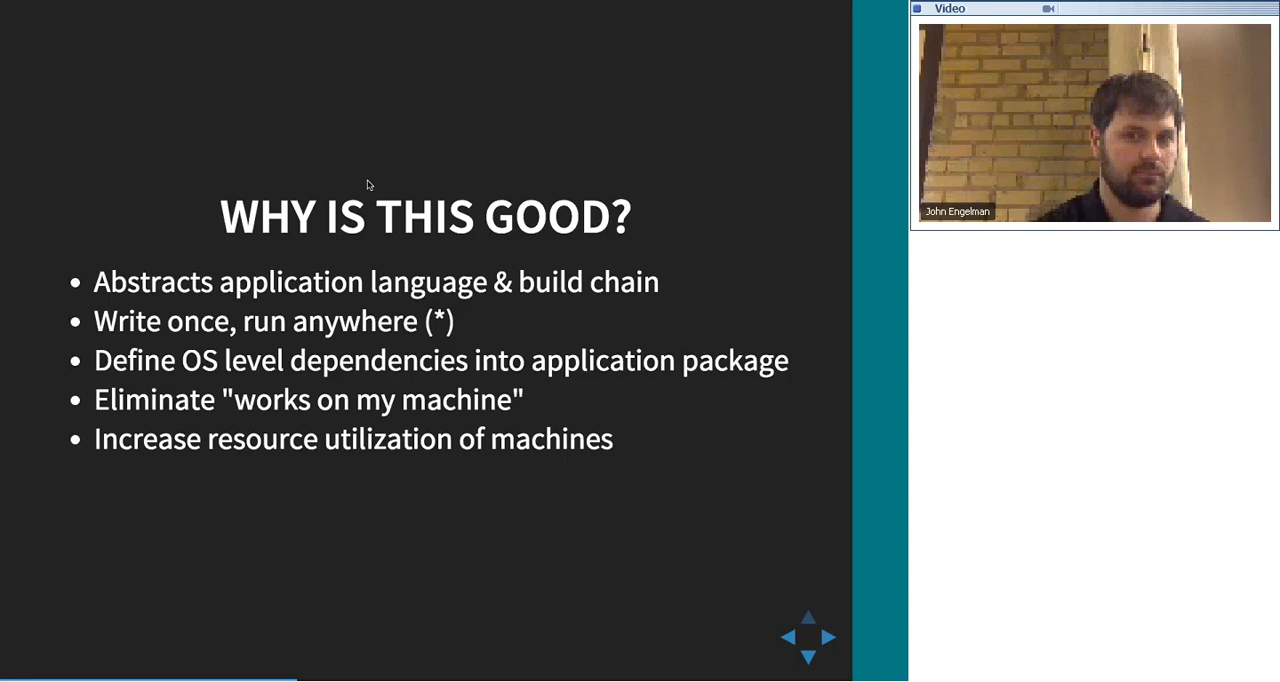 WHY IS THIS GOOD?
Abstracts application language & build chain
Write once, run anywhere (*)
Define OS level dependencies into application package
Eliminate "works on my machine"
Increase resource utilization of machines
Video
John Engelman